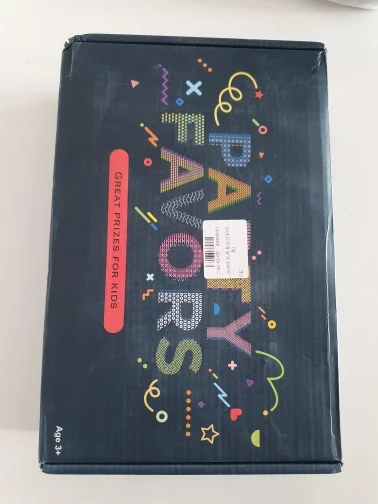 PARTY
FAVORS
GREAT PRIZES FOR KIDS
Age 3+